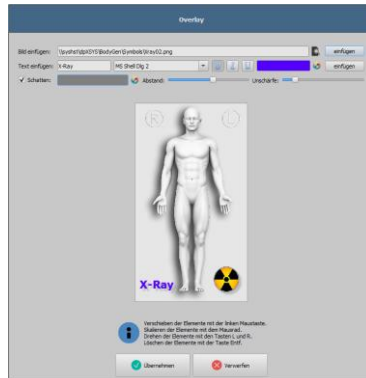 Overlay
Bild einfügen: \\sysfs\tdpXSYS\BodyGen\Symbols\Xray02.png einfügen
Text einfügen: X-Ray MS Shell Dlg 2 einfügen
Schatten: Abstand: Unschärfe:
R L
X-Ray
Verschieben der Elemente mit der linken Maustaste.
Skalieren der Elemente mit dem Mausrad.
Drehen der Elemente mit den Tasten L und R.
Löschen der Elemente mit der Taste Entf.
Übernehmen Verwerfen